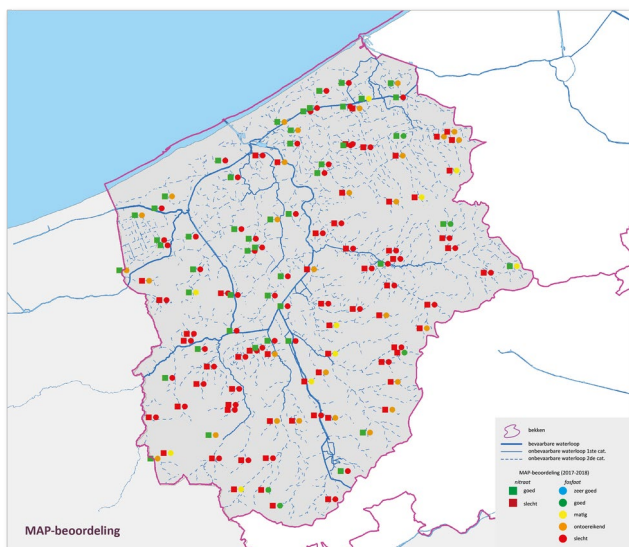 bekken
bevaarbare waterloop
onbevaarbare waterloop 1ste cat.
onbevaarbare waterloop 2de cat.
MAP-beoordeling (2017-2018)
nitraat fosfaat
goed zeer goed
slecht goed
matig
ontoereikend
slecht
MAP-beoordeling